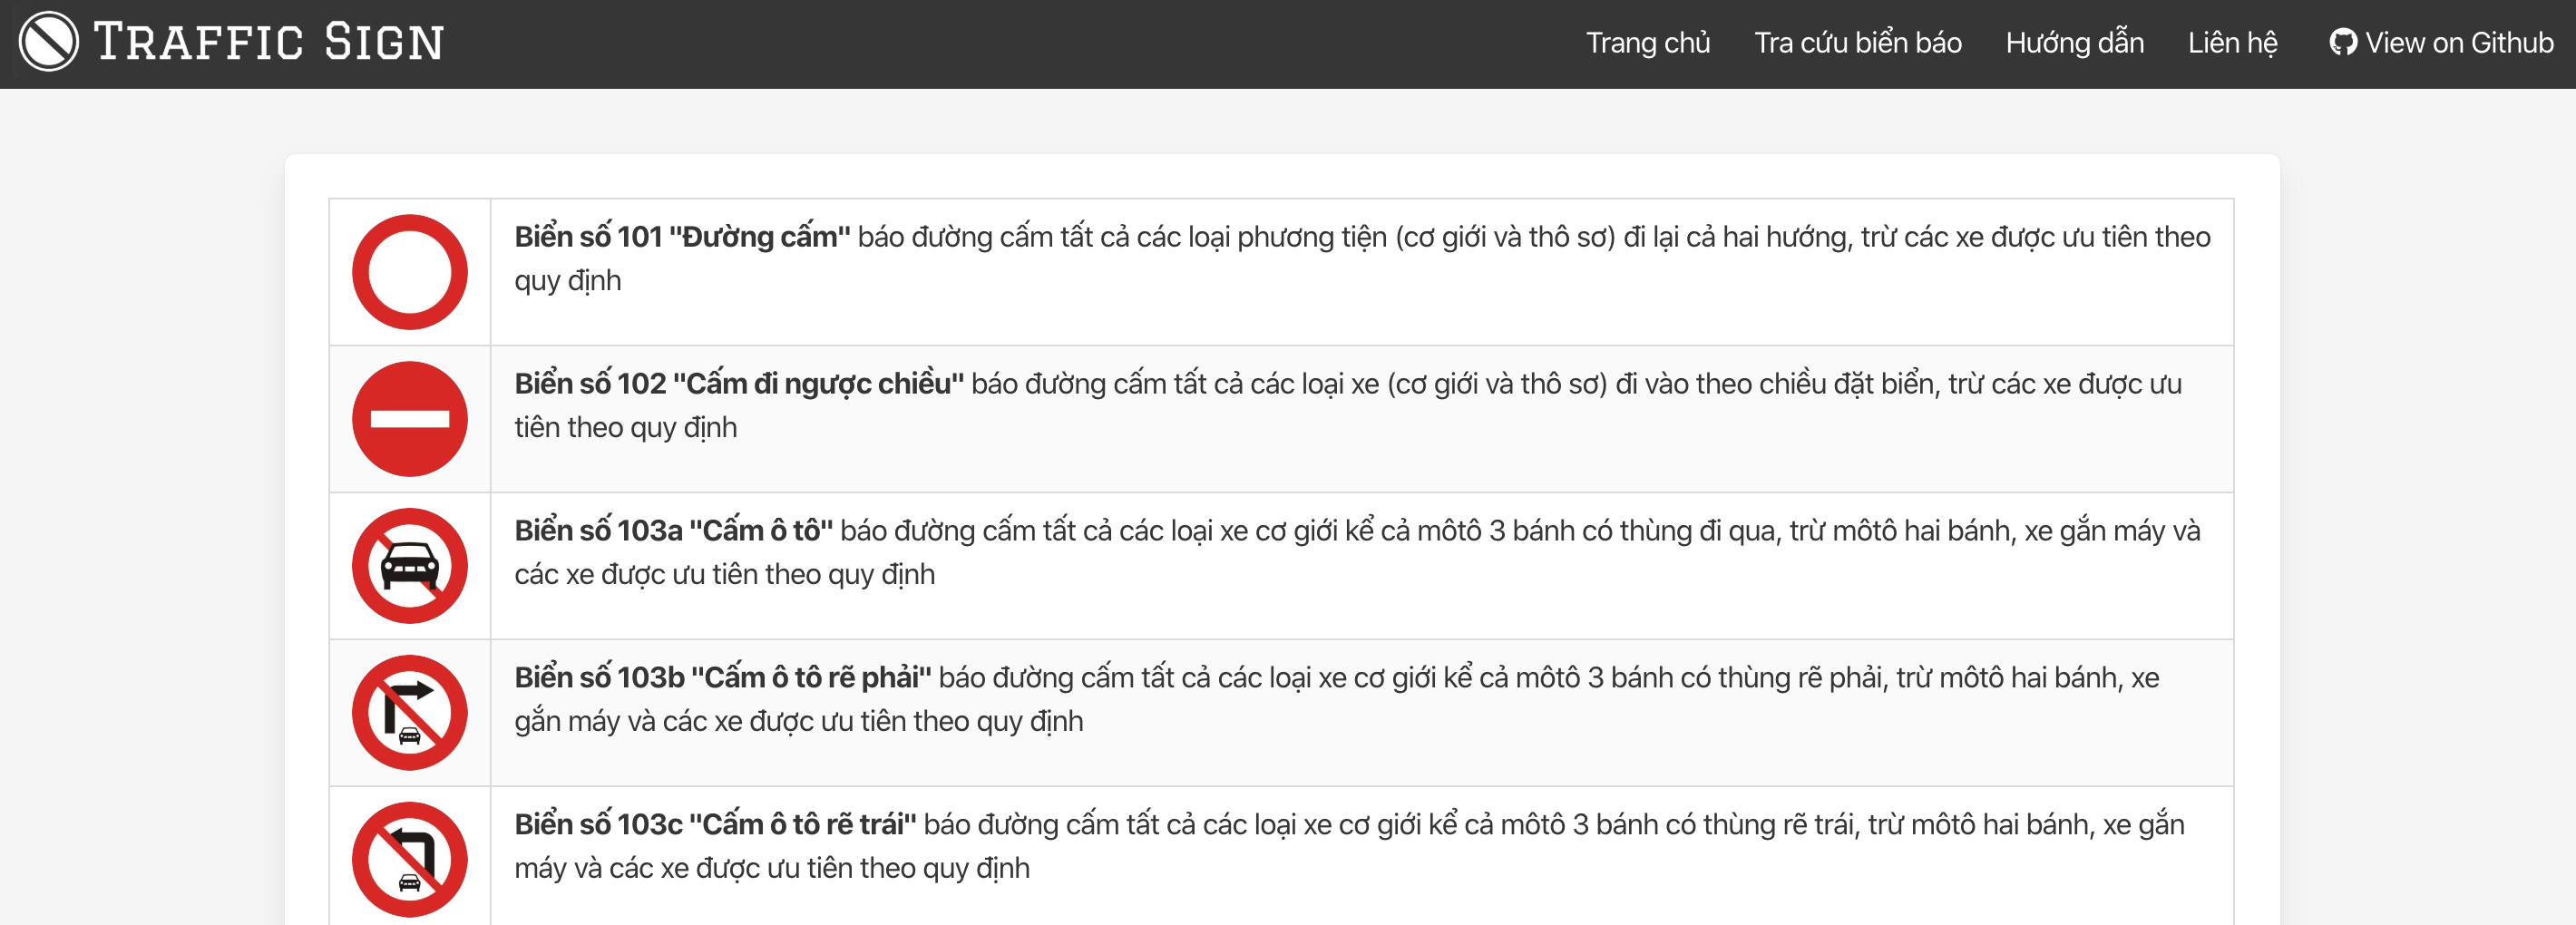 TRAFFIC SIGN
Trang chủ
Tra cứu biển báo
Hướng dẫn
Liên hệ
View on Github
Biển số 101 "Đường cấm" báo đường cấm tất cả các loại phương tiện (cơ giới và thô sơ) đi lại cả hai hướng, trừ các xe được ưu tiên theo
quy định
Biển số 102 "Cấm đi ngược chiều" báo đường cấm tất cả các loại xe (cơ giới và thô sơ) đi vào theo chiều đặt biển, trừ các xe được ưu
tiên theo quy định
Biển số 103a "Cấm ô tô" báo đường cấm tất cả các loại xe cơ giới kể cả môtô 3 bánh có thùng đi qua, trừ môtô hai bánh, xe gắn máy và
các xe được ưu tiên theo quy định
Biển số 103b "Cấm ô tô rẽ phải" báo đường cấm tất cả các loại xe cơ giới kể cả môtô 3 bánh có thùng rẽ phải, trừ môtô hai bánh, xe
gắn máy và các xe được ưu tiên theo quy định
Biển số 103c "Cấm ô tô rẽ trái" báo đường cấm tất cả các loại xe cơ giới kể cả môtô 3 bánh có thùng rẽ trái, trừ môtô hai bánh, xe gắn
máy và các xe được ưu tiên theo quy định